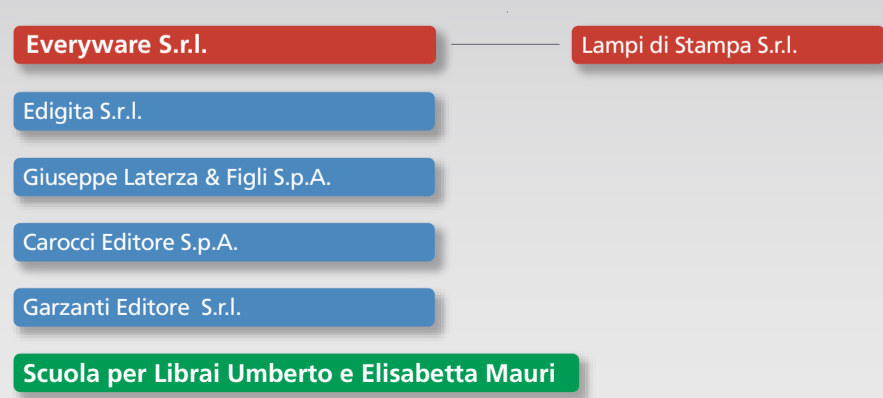 Everyware S.r.l. Lampi di Stampa S.r.l.
Edigita S.r.l.
Giuseppe Laterza & Figli S.p.A.
Carocci Editore S.p.A.
Garzanti Editore S.r.l.
Scuola per Librai Umberto e Elisabetta Mauri